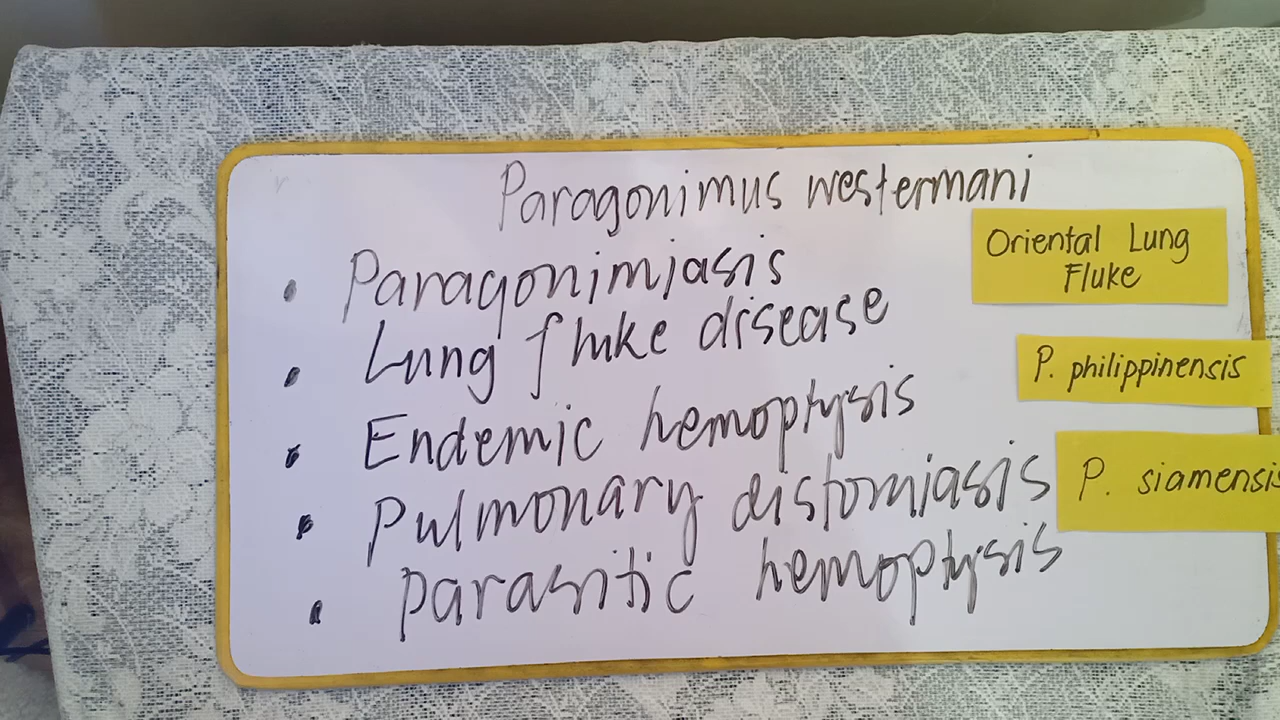 Paragonimus westermani
Oriental Lung
Fluke
• Paragonimiasis
• Lung fluke disease
P. philippinensis
• Endemic hemoptysis
• Pulmonary distomiasis
P. siamensis
• Parasitic hemoptysis